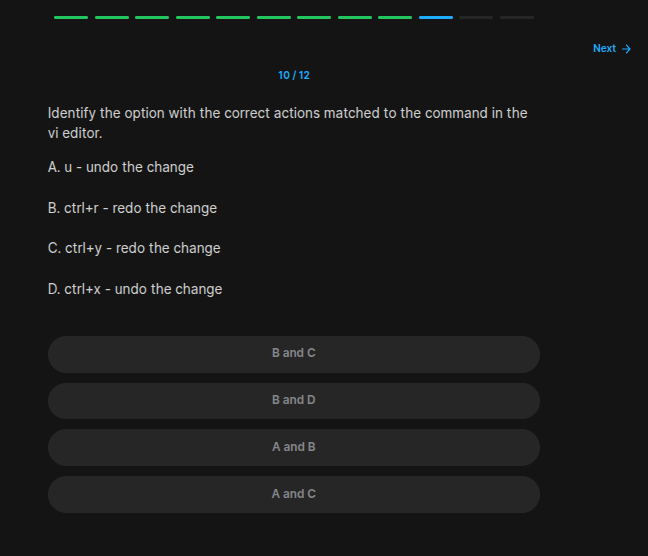 Next →
10 / 12
Identify the option with the correct actions matched to the command in the
vi editor.
A. u - undo the change
B. ctrl+r - redo the change
C. ctrl+y - redo the change
D. ctrl+x - undo the change
B and C
B and D
A and B
A and C